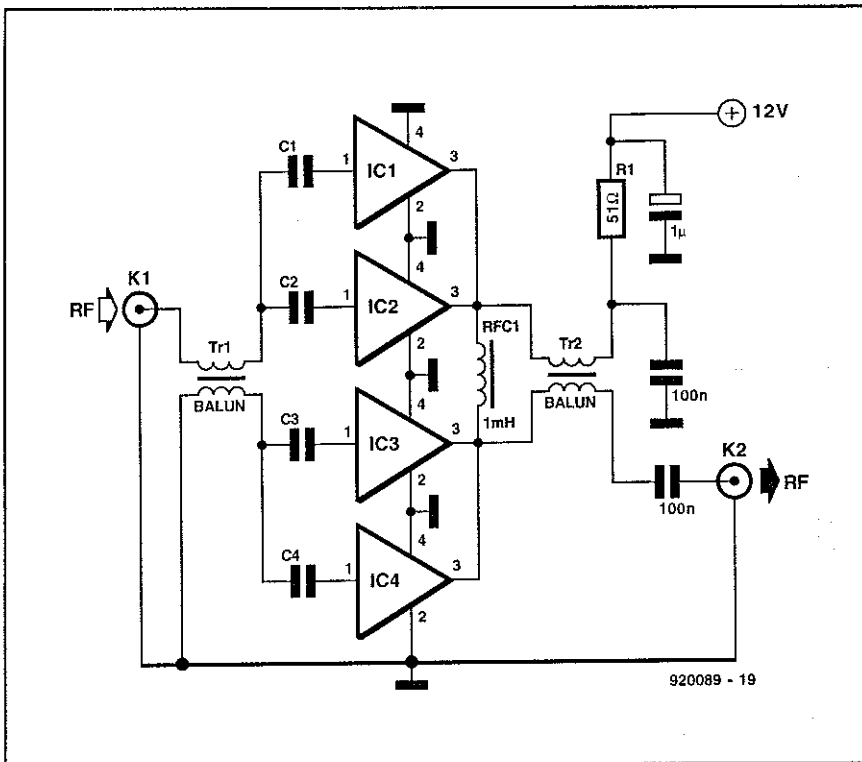 12V
4
C1
1
IC1
3
R1
51Ω
1µ
2
K1
4
RF
C2
1
IC2
3
RFC1
Tr1
Tr2
2
BALUN
4
1mH
BALUN
100n
C3
1
IC3
3
K2
2
RF
4
100n
C4
1
IC4
3
2
920089 - 19